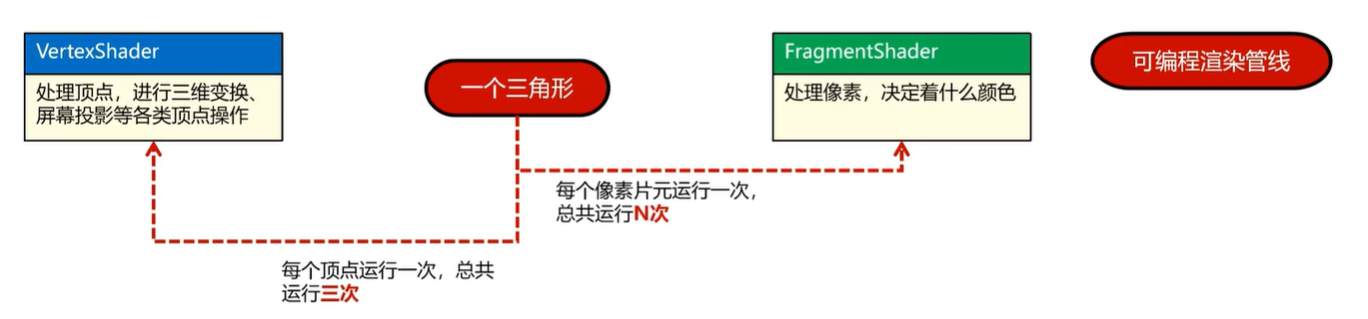 VertexShader
处理顶点，进行三维变换、
屏幕投影等各类顶点操作
一个三角形
FragmentShader
处理像素，决定着什么颜色
可编程渲染管线
每个像素片元运行一次，
总共运行N次
每个顶点运行一次，总共
运行三次